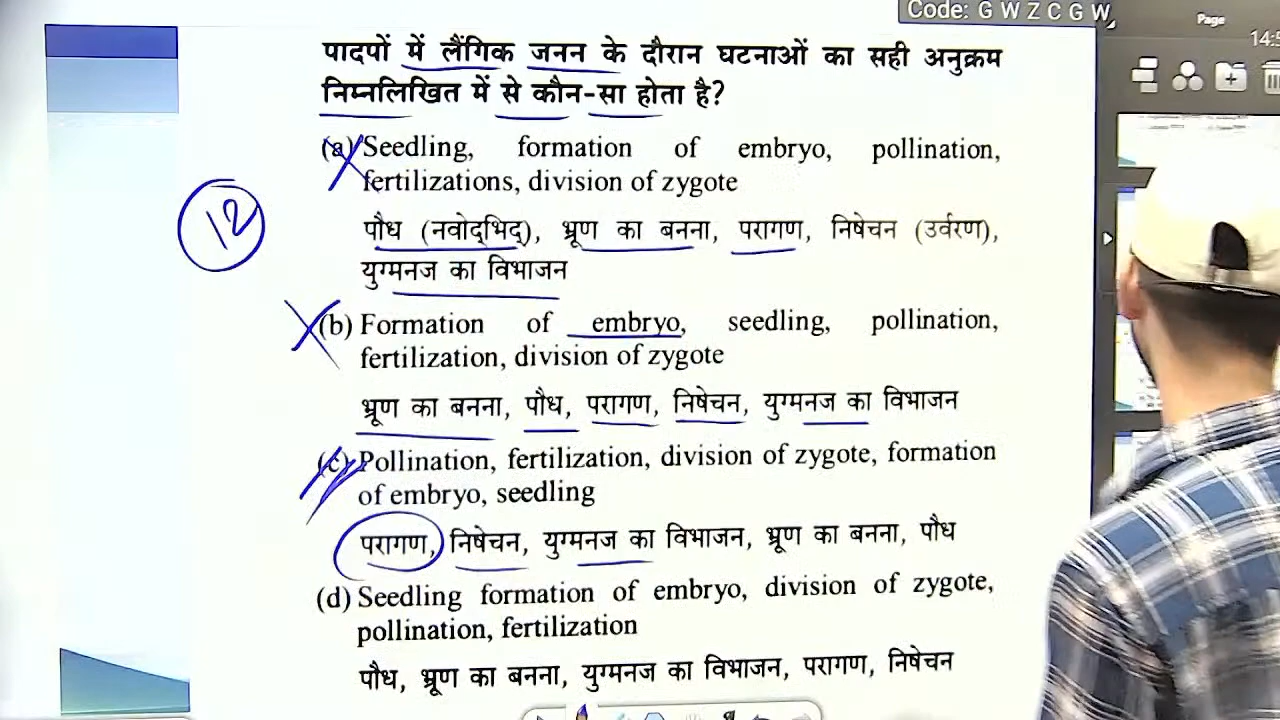 Code: G W Z C G W
Page
पादपों में लैंगिक जनन के दौरान घटनाओं का सही अनुक्रम
निम्नलिखित में से कौन-सा होता है?
(a) Seedling, formation of embryo, pollination,
fertilizations, division of zygote
12
पौध (नवोद्भिद्), भ्रूण का बनना, परागण, निषेचन (उर्वरण),
युग्मनज का विभाजन
(b) Formation of embryo, seedling, pollination,
fertilization, division of zygote
भ्रूण का बनना, पौध, परागण, निषेचन, युग्मनज का विभाजन
(c) Pollination, fertilization, division of zygote, formation
of embryo, seedling
परागण, निषेचन, युग्मनज का विभाजन, भ्रूण का बनना, पौध
(d) Seedling formation of embryo, division of zygote,
pollination, fertilization
पौध, भ्रूण का बनना, युग्मनज का विभाजन, परागण, निषेचन